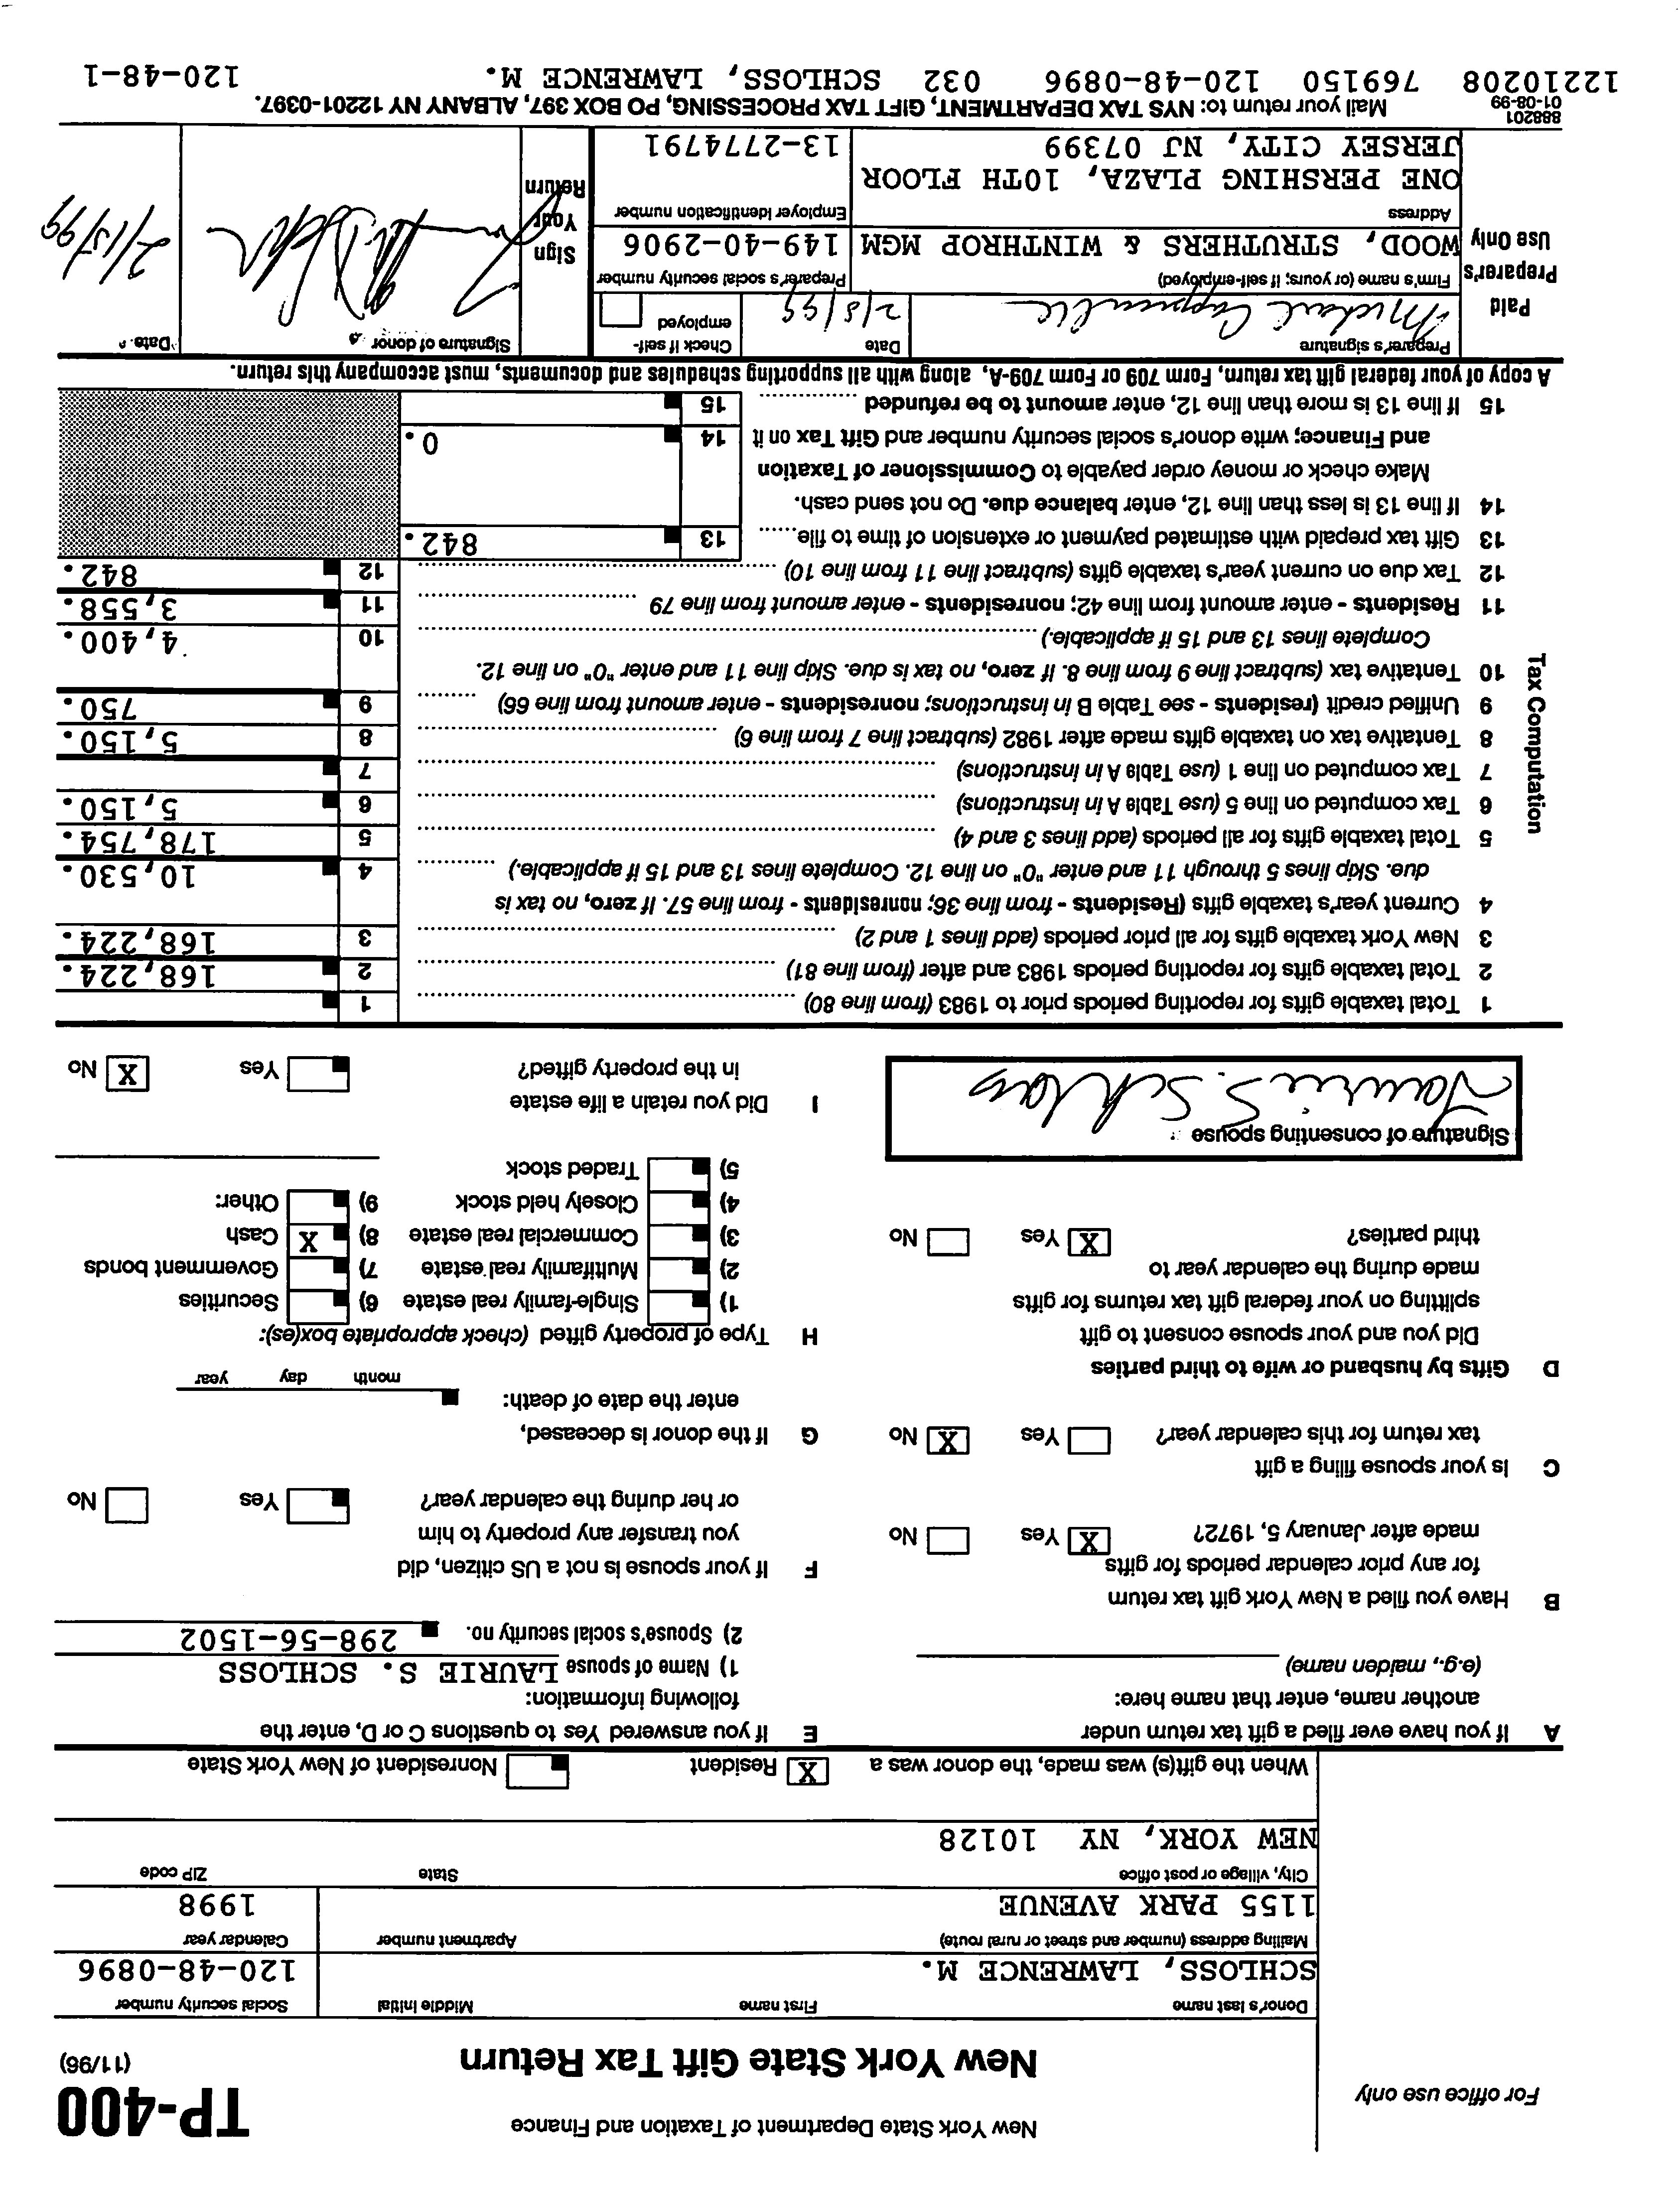 For office use only
New York State Department of Taxation and Finance
New York State Gift Tax Return
TP-400
(11/96)
Donor's last name First name Middle initial Social security number
SCHLOSS, LAWRENCE M. 120-48-0896
Mailing address (number and street or rural route) Apartment number Calendar year
1155 PARK AVENUE 1998
City, village or post office State ZIP code
NEW YORK, NY 10128
When the gift(s) was made, the donor was a X Resident Nonresident of New York State
A If you have ever filed a gift tax return under
another name, enter that name here:
(e.g., maiden name)
B Have you filed a New York gift tax return
for any prior calendar periods for gifts
made after January 5, 1972? X Yes No
C Is your spouse filing a gift
tax return for this calendar year? Yes X No
D Gifts by husband or wife to third parties
Did you and your spouse consent to gift
splitting on your federal gift tax returns for gifts
made during the calendar year to
third parties? X Yes No
Signature of consenting spouse
Laurie S. Schloss
E If you answered Yes to questions C or D, enter the
following information:
1) Name of spouse LAURIE S. SCHLOSS
2) Spouse's social security no. 298-56-1502
F If your spouse is not a US citizen, did
you transfer any property to him
or her during the calendar year? Yes No
G If the donor is deceased,
enter the date of death:
month day year
H Type of property gifted (check appropriate box(es):
1) Single-family real estate 6) Securities
2) Multifamily real estate 7) Government bonds
3) Commercial real estate 8) X Cash
4) Closely held stock 9) Other:
5) Traded stock
I Did you retain a life estate
in the property gifted? Yes X No
Tax Computation
1 Total taxable gifts for reporting periods prior to 1983 (from line 80) 1
2 Total taxable gifts for reporting periods 1983 and after (from line 81) 2 168,224.
3 New York taxable gifts for all prior periods (add lines 1 and 2) 3 168,224.
4 Current year's taxable gifts (Residents - from line 36; nonresidents - from line 57. If zero, no tax is
due. Skip lines 5 through 11 and enter "0" on line 12. Complete lines 13 and 15 if applicable.) 4 10,530.
5 Total taxable gifts for all periods (add lines 3 and 4) 5 178,754.
6 Tax computed on line 5 (use Table A in instructions) 6 5,150.
7 Tax computed on line 1 (use Table A in instructions) 7
8 Tentative tax on taxable gifts made after 1982 (subtract line 7 from line 6) 8 5,150.
9 Unified credit (residents - see Table B in instructions; nonresidents - enter amount from line 66) 9 750.
10 Tentative tax (subtract line 9 from line 8. If zero, no tax is due. Skip line 11 and enter "0" on line 12.
Complete lines 13 and 15 if applicable.) 10 4,400.
11 Residents - enter amount from line 42; nonresidents - enter amount from line 79 11 3,558.
12 Tax due on current year's taxable gifts (subtract line 11 from line 10) 12 842.
13 Gift tax prepaid with estimated payment or extension of time to file 13 842.
14 If line 13 is less than line 12, enter balance due. Do not send cash.
Make check or money order payable to Commissioner of Taxation
and Finance; write donor's social security number and Gift Tax on it 14 0.
15 If line 13 is more than line 12, enter amount to be refunded 15
A copy of your federal gift tax return, Form 709 or Form 709-A, along with all supporting schedules and documents, must accompany this return.
Paid
Preparer's
Use Only
Preparer's signature Date Check if self-
employed
Michael 2/8/99
Firm's name (or yours; if self-employed) Preparer's social security number
WOOD, STRUTHERS & WINTHROP MGM 149-40-2906
Address Employer identification number
ONE PERSHING PLAZA, 10TH FLOOR
JERSEY CITY, NJ 07399 13-2774791
Sign
Your
Return
Signature of donor Date
2/15/99
888201
01-08-99
Mail your return to: NYS TAX DEPARTMENT, GIFT TAX PROCESSING, PO BOX 397, ALBANY NY 12201-0397.
12210208 769150 120-48-0896 032 SCHLOSS, LAWRENCE M. 120-48-1